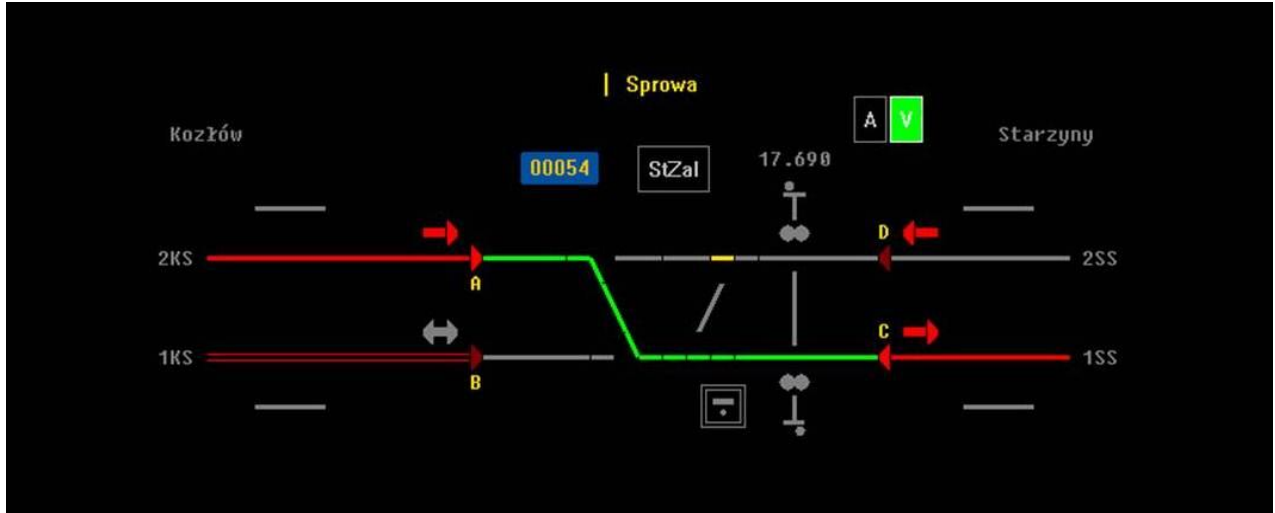 Sprowa
A V
Kozłów
Starzyny
00054
StZal
17.690
D
2KS
2SS
A
C
1KS
1SS
B